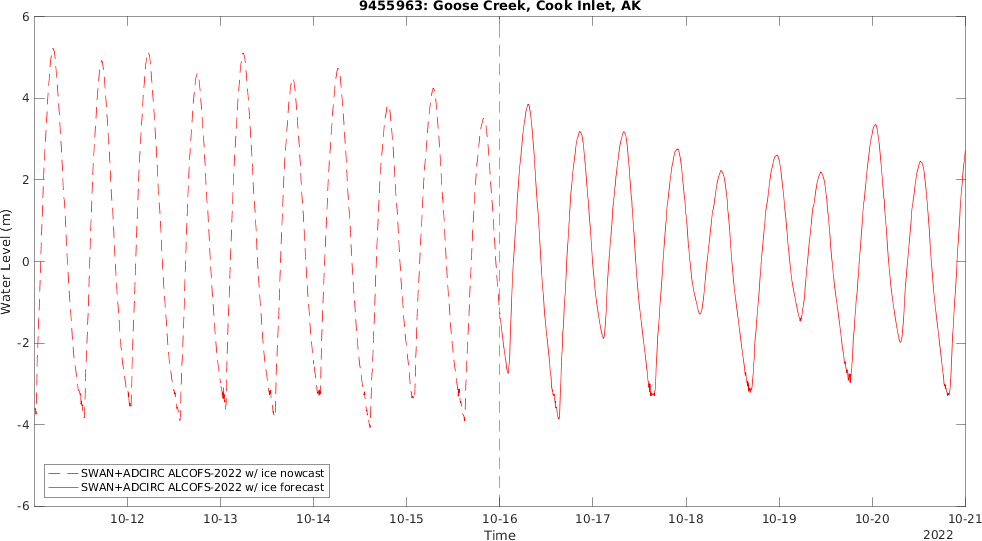 9455963: Goose Creek, Cook Inlet, AK
6
4
2
0
-2
-4
-6
Water Level (m)
SWAN+ADCIRC ALCOFS-2022 w/ ice nowcast
SWAN+ADCIRC ALCOFS-2022 w/ ice forecast
10-12 10-13 10-14 10-15 10-16 10-17 10-18 10-19 10-20 10-21
Time
2022